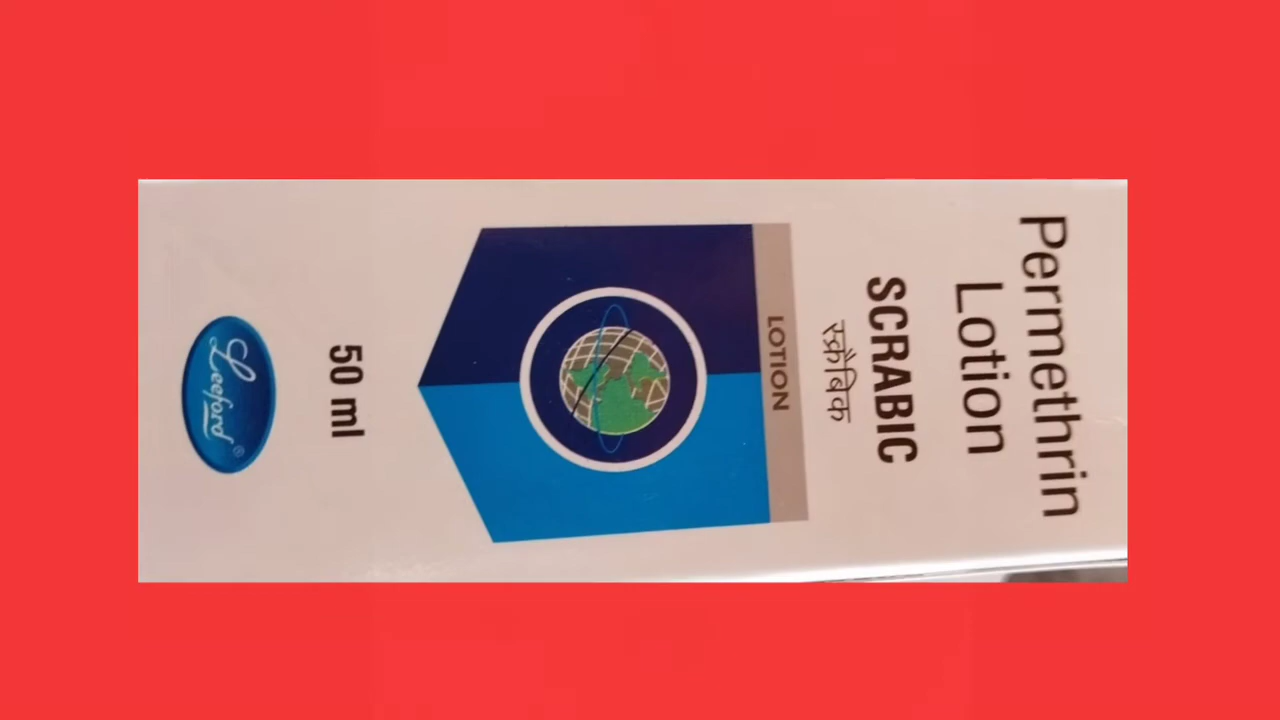 Permethrin
Lotion
SCRABIC
स्क्रैबिक
LOTION
50 ml
Leeford®